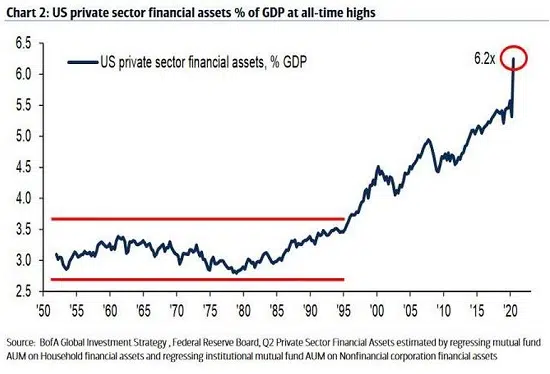 Chart 2: US private sector financial assets % of GDP at all-time highs
6.5
6.0
5.5
5.0
4.5
4.0
3.5
3.0
2.5
US private sector financial assets, % GDP
6.2x
'50 '55 '60 '65 '70 '75 '80 '85 '90 '95 '00 '05 '10 '15 '20
Source: BofA Global Investment Strategy , Federal Reserve Board, Q2 Private Sector Financial Assets estimated by regressing mutual fund
AUM on Household financial assets and regressing institutional mutual fund AUM on Nonfinancial corporation financial assets